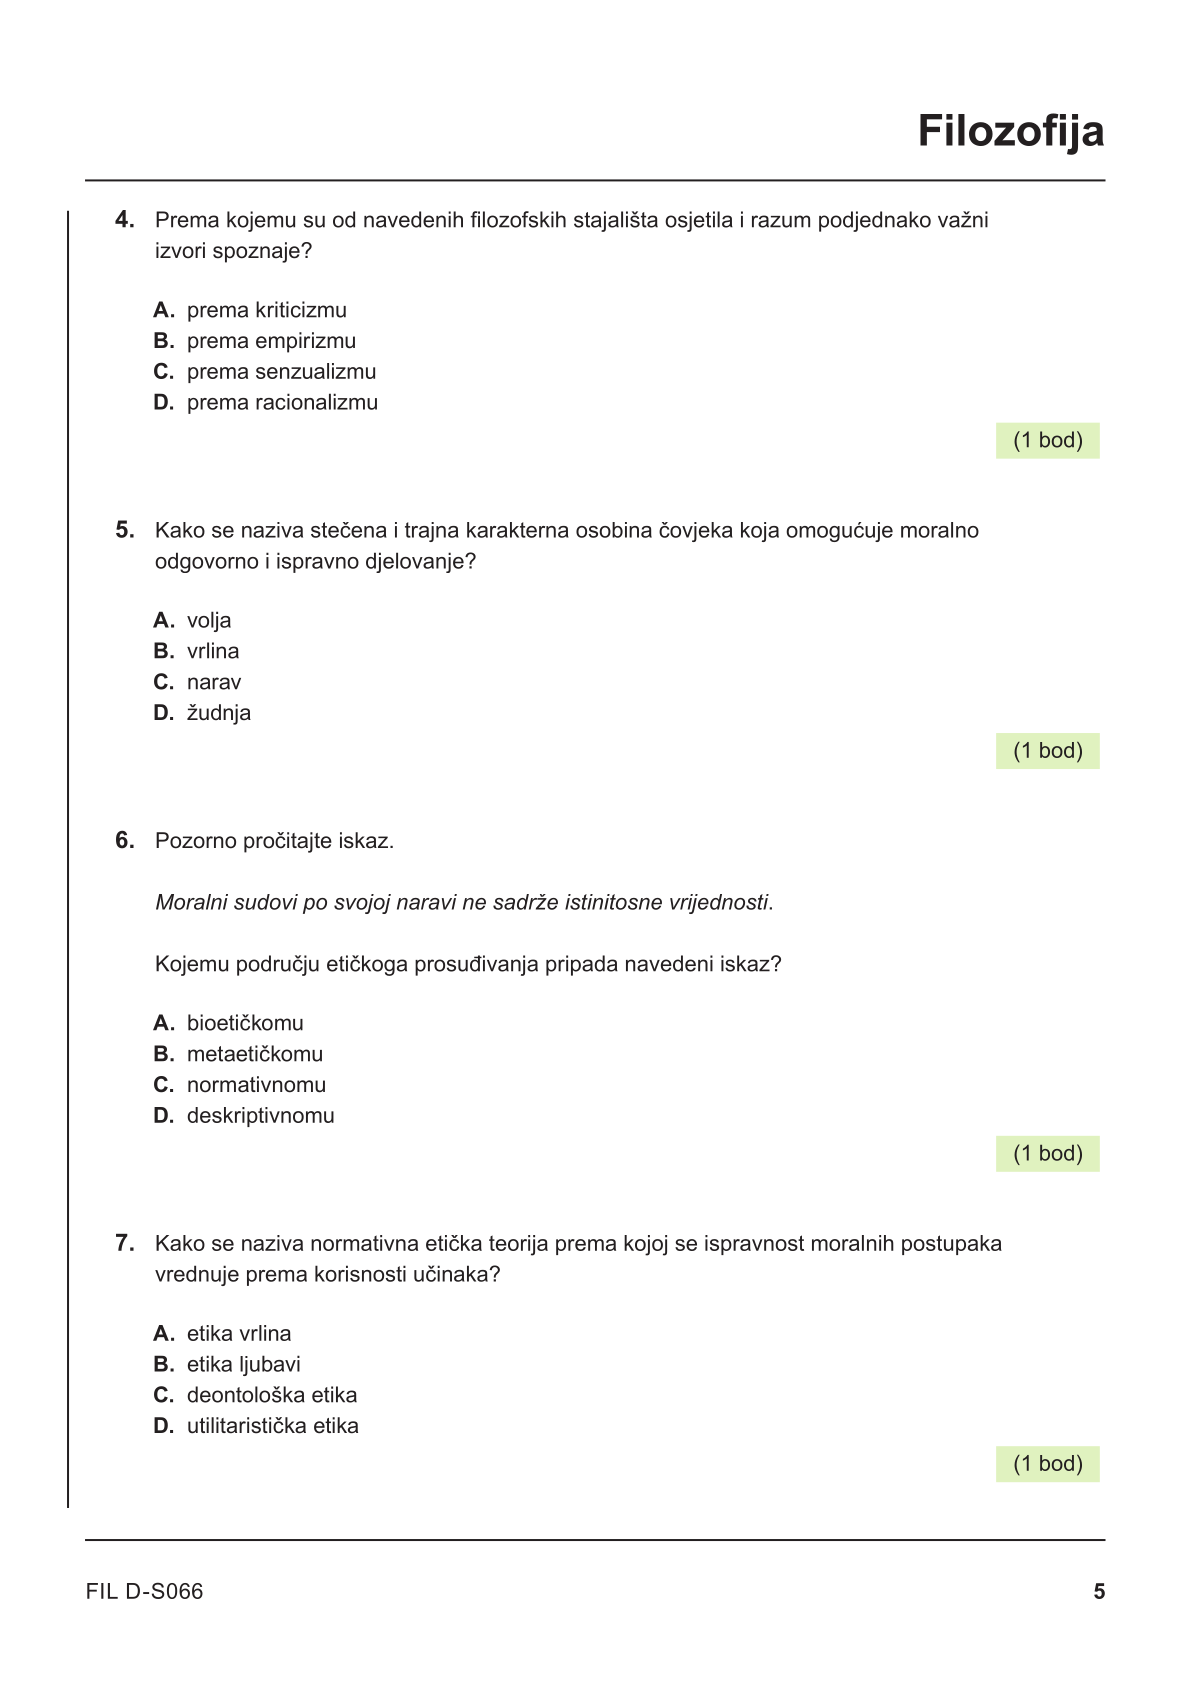 Filozofija
4. Prema kojemu su od navedenih filozofskih stajališta osjetila i razum podjednako važni
izvori spoznaje?
A. prema kriticizmu
B. prema empirizmu
C. prema senzualizmu
D. prema racionalizmu
(1 bod)
5. Kako se naziva stečena i trajna karakterna osobina čovjeka koja omogućuje moralno
odgovorno i ispravno djelovanje?
A. volja
B. vrlina
C. narav
D. žudnja
(1 bod)
6. Pozorno pročitajte iskaz.
Moralni sudovi po svojoj naravi ne sadrže istinitosne vrijednosti.
Kojemu području etičkoga prosuđivanja pripada navedeni iskaz?
A. bioetičkomu
B. metaetičkomu
C. normativnomu
D. deskriptivnomu
(1 bod)
7. Kako se naziva normativna etička teorija prema kojoj se ispravnost moralnih postupaka
vrednuje prema korisnosti učinaka?
A. etika vrlina
B. etika ljubavi
C. deontološka etika
D. utilitaristička etika
(1 bod)
FIL D-S066
5